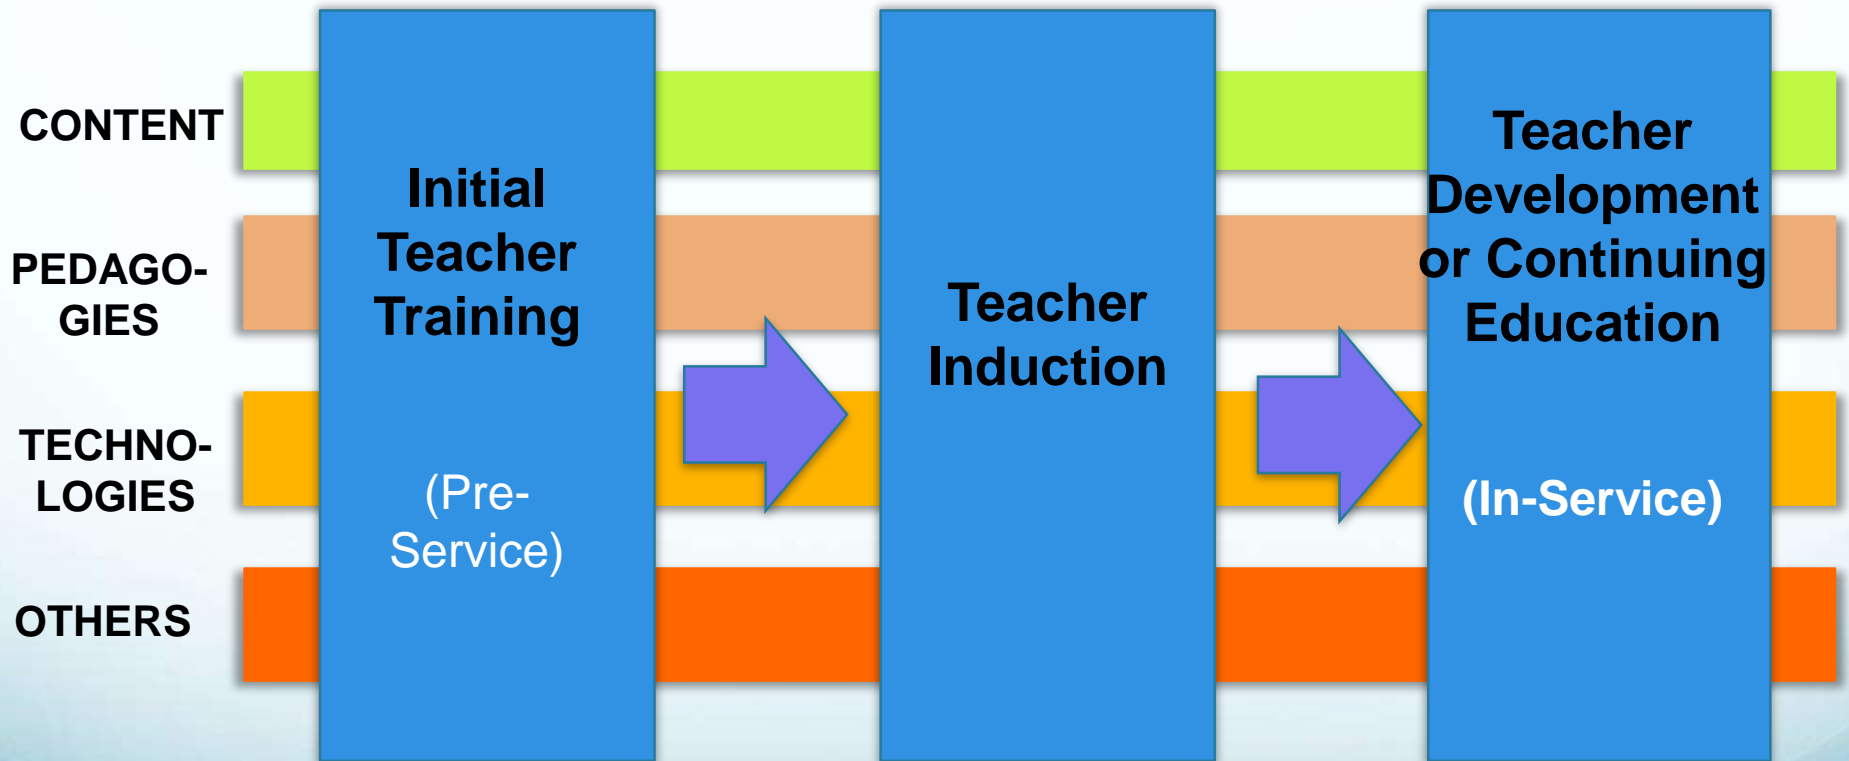 CONTENT
PEDAGO-
GIES
TECHNO-
LOGIES
OTHERS
Initial
Teacher
Training
(Pre-
Service)
Teacher
Induction
Teacher
Development
or Continuing
Education
(In-Service)